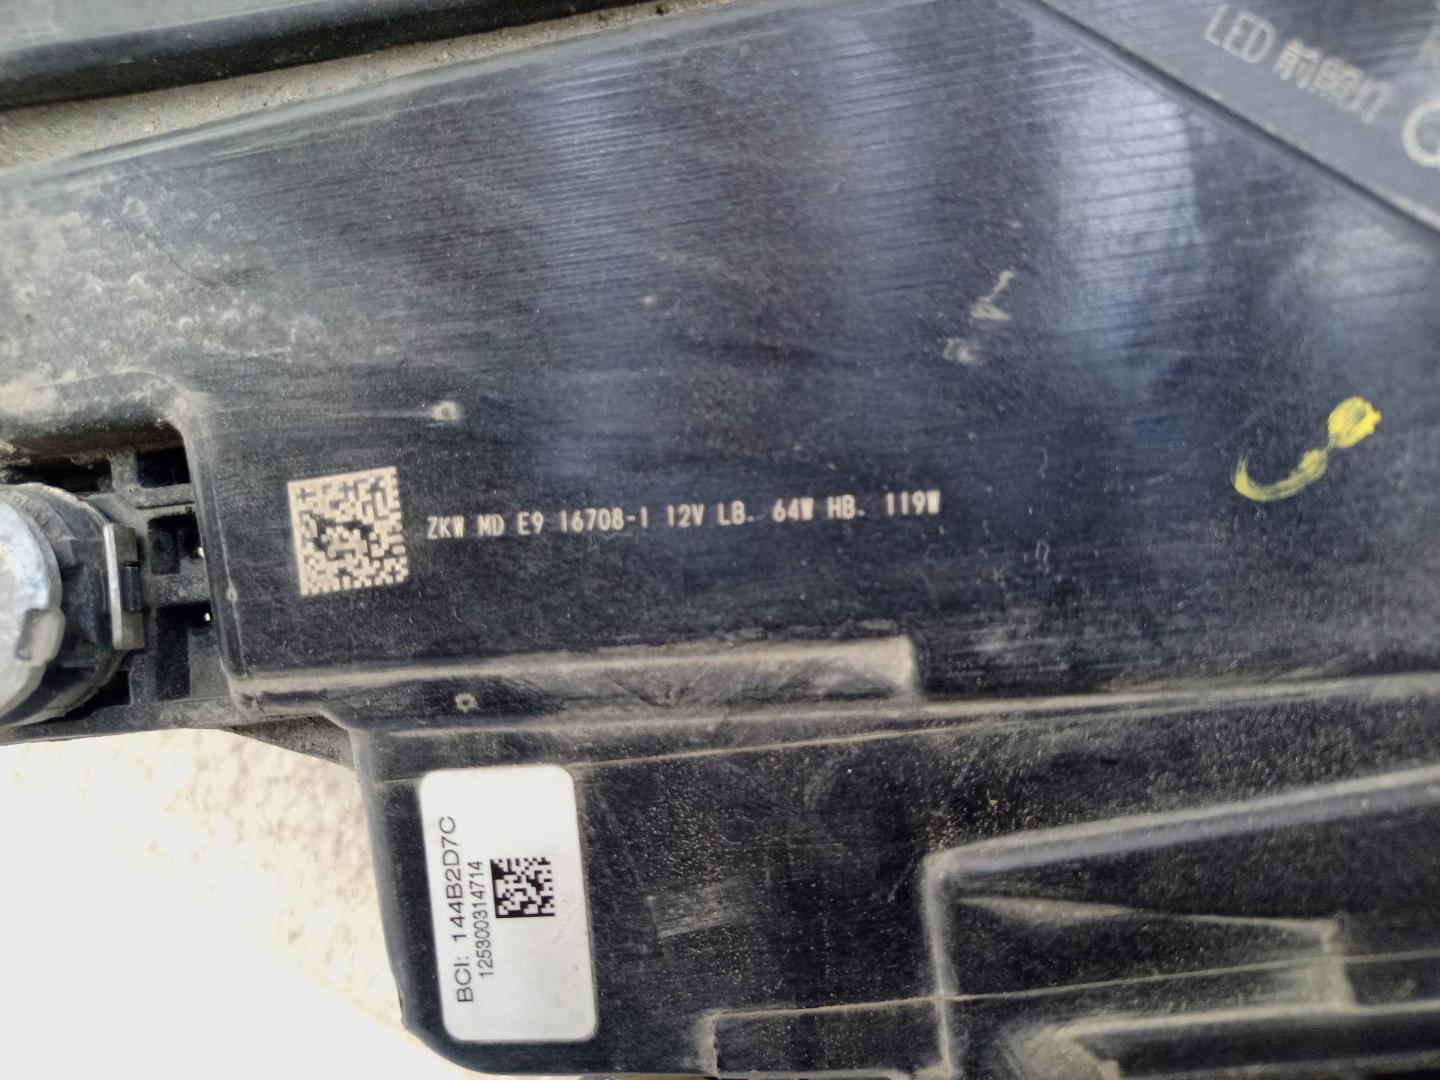 LED 前照灯
ZKW MD E9 16708-1 12V LB. 64W HB. 119W
BCI: 144B2D7C
125300314714